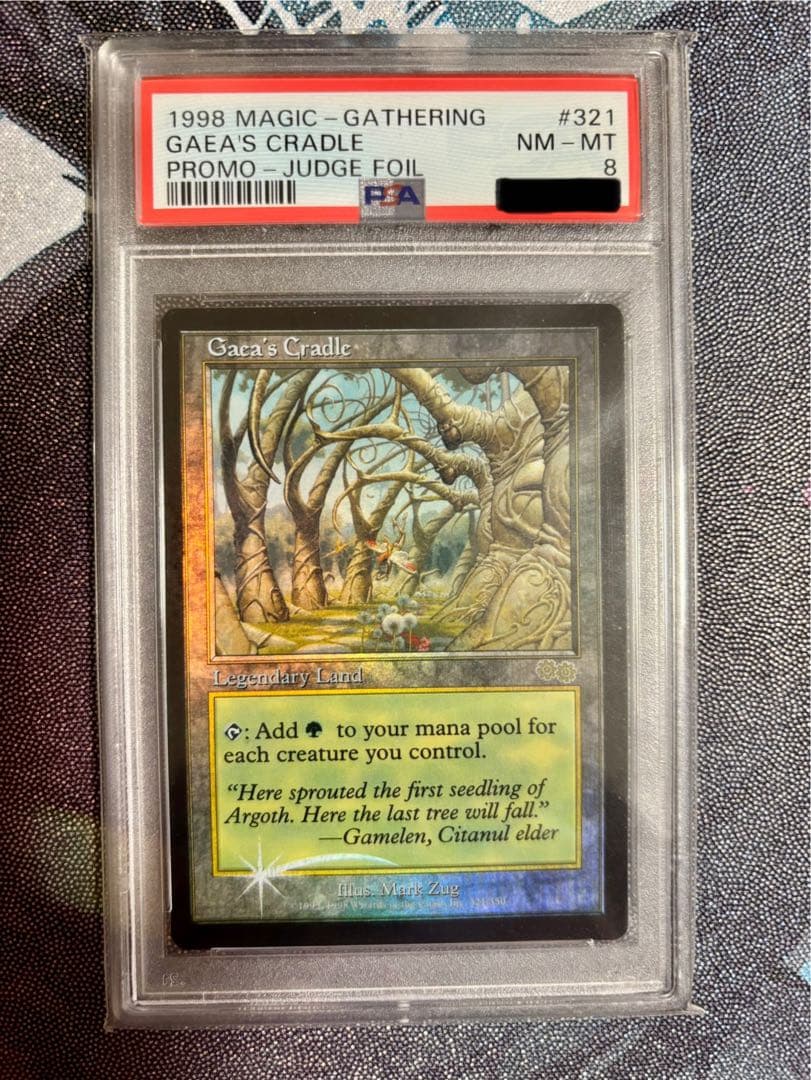 1998 MAGIC - GATHERING #321
GAEA'S CRADLE NM - MT
PROMO - JUDGE FOIL 8
PSA
Gaea's Cradle
Legendary Land
: Add to your mana pool for
each creature you control.
“Here sprouted the first seedling of
Argoth. Here the last tree will fall.”
—Gamelen, Citanul elder
Illus. Mark Zug
321/350